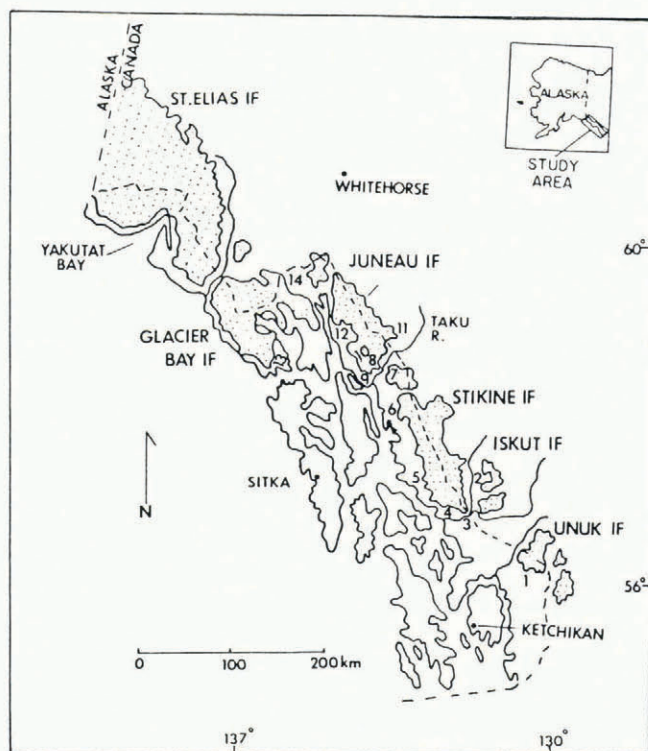 ALASKA
CANADA
ST.ELIAS IF
ALASKA
STUDY
AREA
WHITEHORSE
YAKUTAT
BAY
60°
JUNEAU IF
14
GLACIER
BAY IF
12
11
TAKU
R.
8
9
7
STIKINE IF
6
ISKUT IF
SITKA
5
2
N
4
3
UNUK IF
1
56°
KETCHIKAN
0
100
200 km
137°
130°